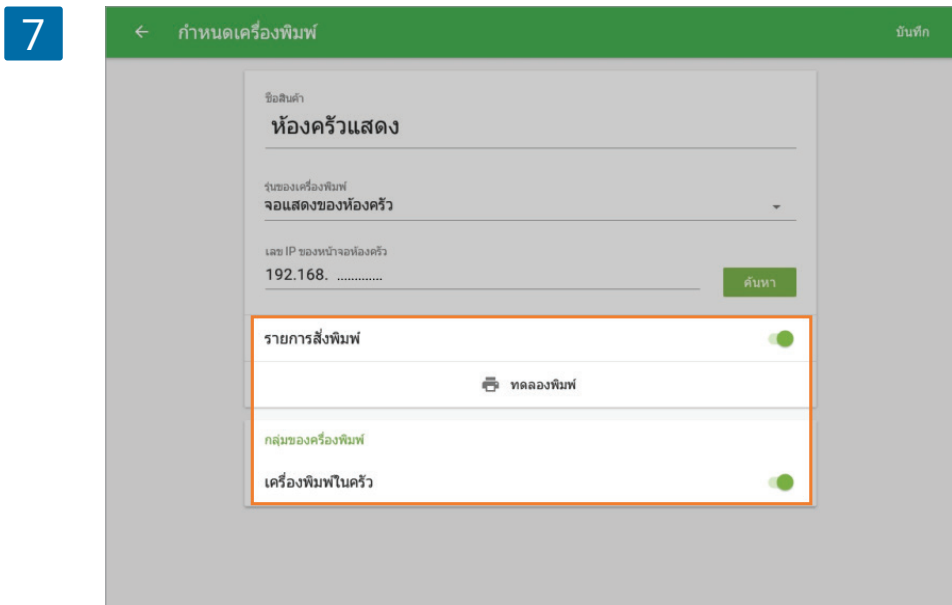 7
กำหนดเครื่องพิมพ์
บันทึก
ชื่อสินค้า
ห้องครัวแสดง
รุ่นของเครื่องพิมพ์
จอแสดงของห้องครัว
เลข IP ของหน้าจอห้องครัว
192.168. .............
ค้นหา
รายการสั่งพิมพ์
ทดลองพิมพ์
กลุ่มของครื่องพิมพ์
เครื่องพิมพ์ในครัว